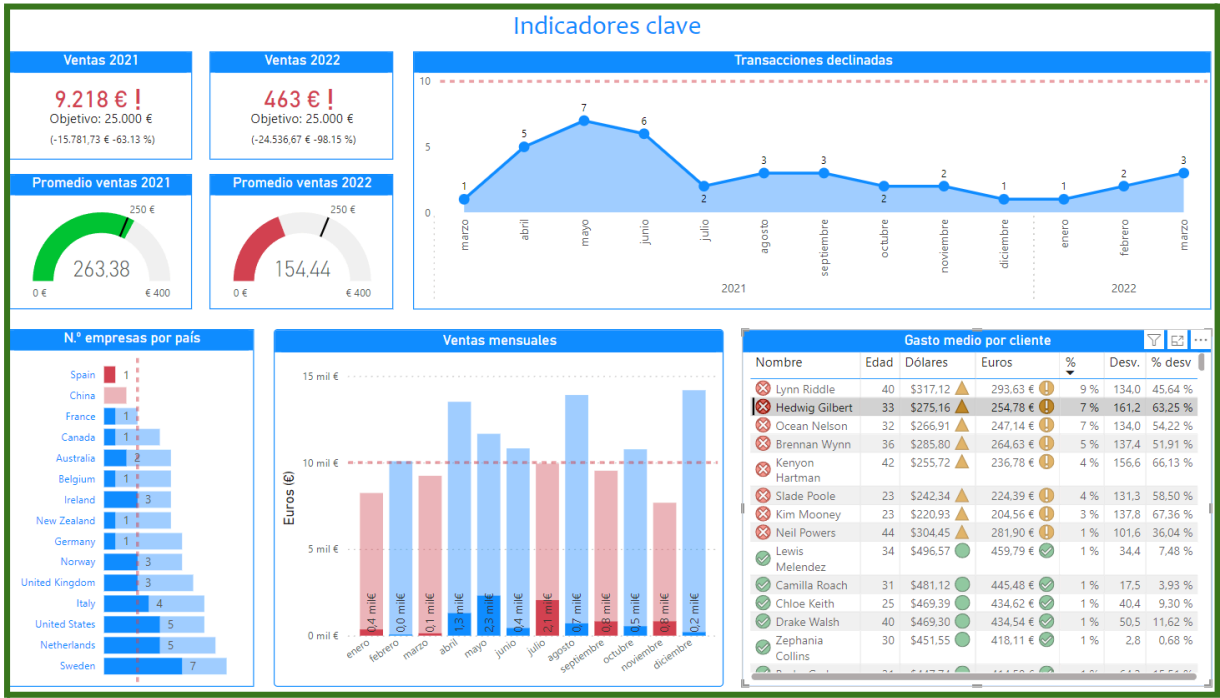 Indicadores clave
Ventas 2021
9.218 € !
Objetivo: 25.000 €
(-15.781,73 € -63.13 %)
Ventas 2022
463 € !
Objetivo: 25.000 €
(-24.536,67 € -98.15 %)
Promedio ventas 2021
250 €
263,38
0 € € 400
Promedio ventas 2022
250 €
154,44
0 € € 400
Transacciones declinadas
10
5
0
1 5 7 6 2 3 3 2 2 1 1 2 3
marzo abril mayo junio julio agosto septiembre octubre noviembre diciembre enero febrero marzo
2021 2022
N.º empresas por país
Spain 1
China
France 1
Canada 1
Australia 2
Belgium 1
Ireland 3
New Zealand 1
Germany 1
Norway 3
United Kingdom 3
Italy 4
United States 5
Netherlands 5
Sweden 7
Ventas mensuales
Euros (€)
15 mil €
10 mil €
5 mil €
0 mil €
0,4 mil€ 0,0 mil€ 0,1 mil€ 1,3 mil€ 2,3 mil€ 0,4 mil€ 2,1 mil€ 0,7 mil€ 0,8 mil€ 0,5 mil€ 0,8 mil€ 0,2 mil€
enero febrero marzo abril mayo junio julio agosto septiembre octubre noviembre diciembre
Gasto medio por cliente
Nombre Edad Dólares Euros % Desv. % desv
Lynn Riddle 40 $317,12 293,63 € 9 % 134,0 45,64 %
Hedwig Gilbert 33 $275,16 254,78 € 7 % 161,2 63,25 %
Ocean Nelson 32 $266,91 247,14 € 7 % 134,0 54,22 %
Brennan Wynn 36 $285,80 264,63 € 5 % 137,4 51,91 %
Kenyon 42 $255,72 236,78 € 4 % 156,6 66,13 %
Hartman
Slade Poole 23 $242,34 224,39 € 4 % 131,3 58,50 %
Kim Mooney 23 $220,93 204,56 € 3 % 137,8 67,36 %
Neil Powers 44 $304,45 281,90 € 1 % 101,6 36,04 %
Lewis 34 $496,57 459,79 € 1 % 34,4 7,48 %
Melendez
Camilla Roach 31 $481,12 445,48 € 1 % 17,5 3,93 %
Chloe Keith 25 $469,39 434,62 € 1 % 40,4 9,30 %
Drake Walsh 40 $469,30 434,54 € 1 % 50,5 11,62 %
Zephania 30 $451,55 418,11 € 1 % 2,8 0,68 %
Collins